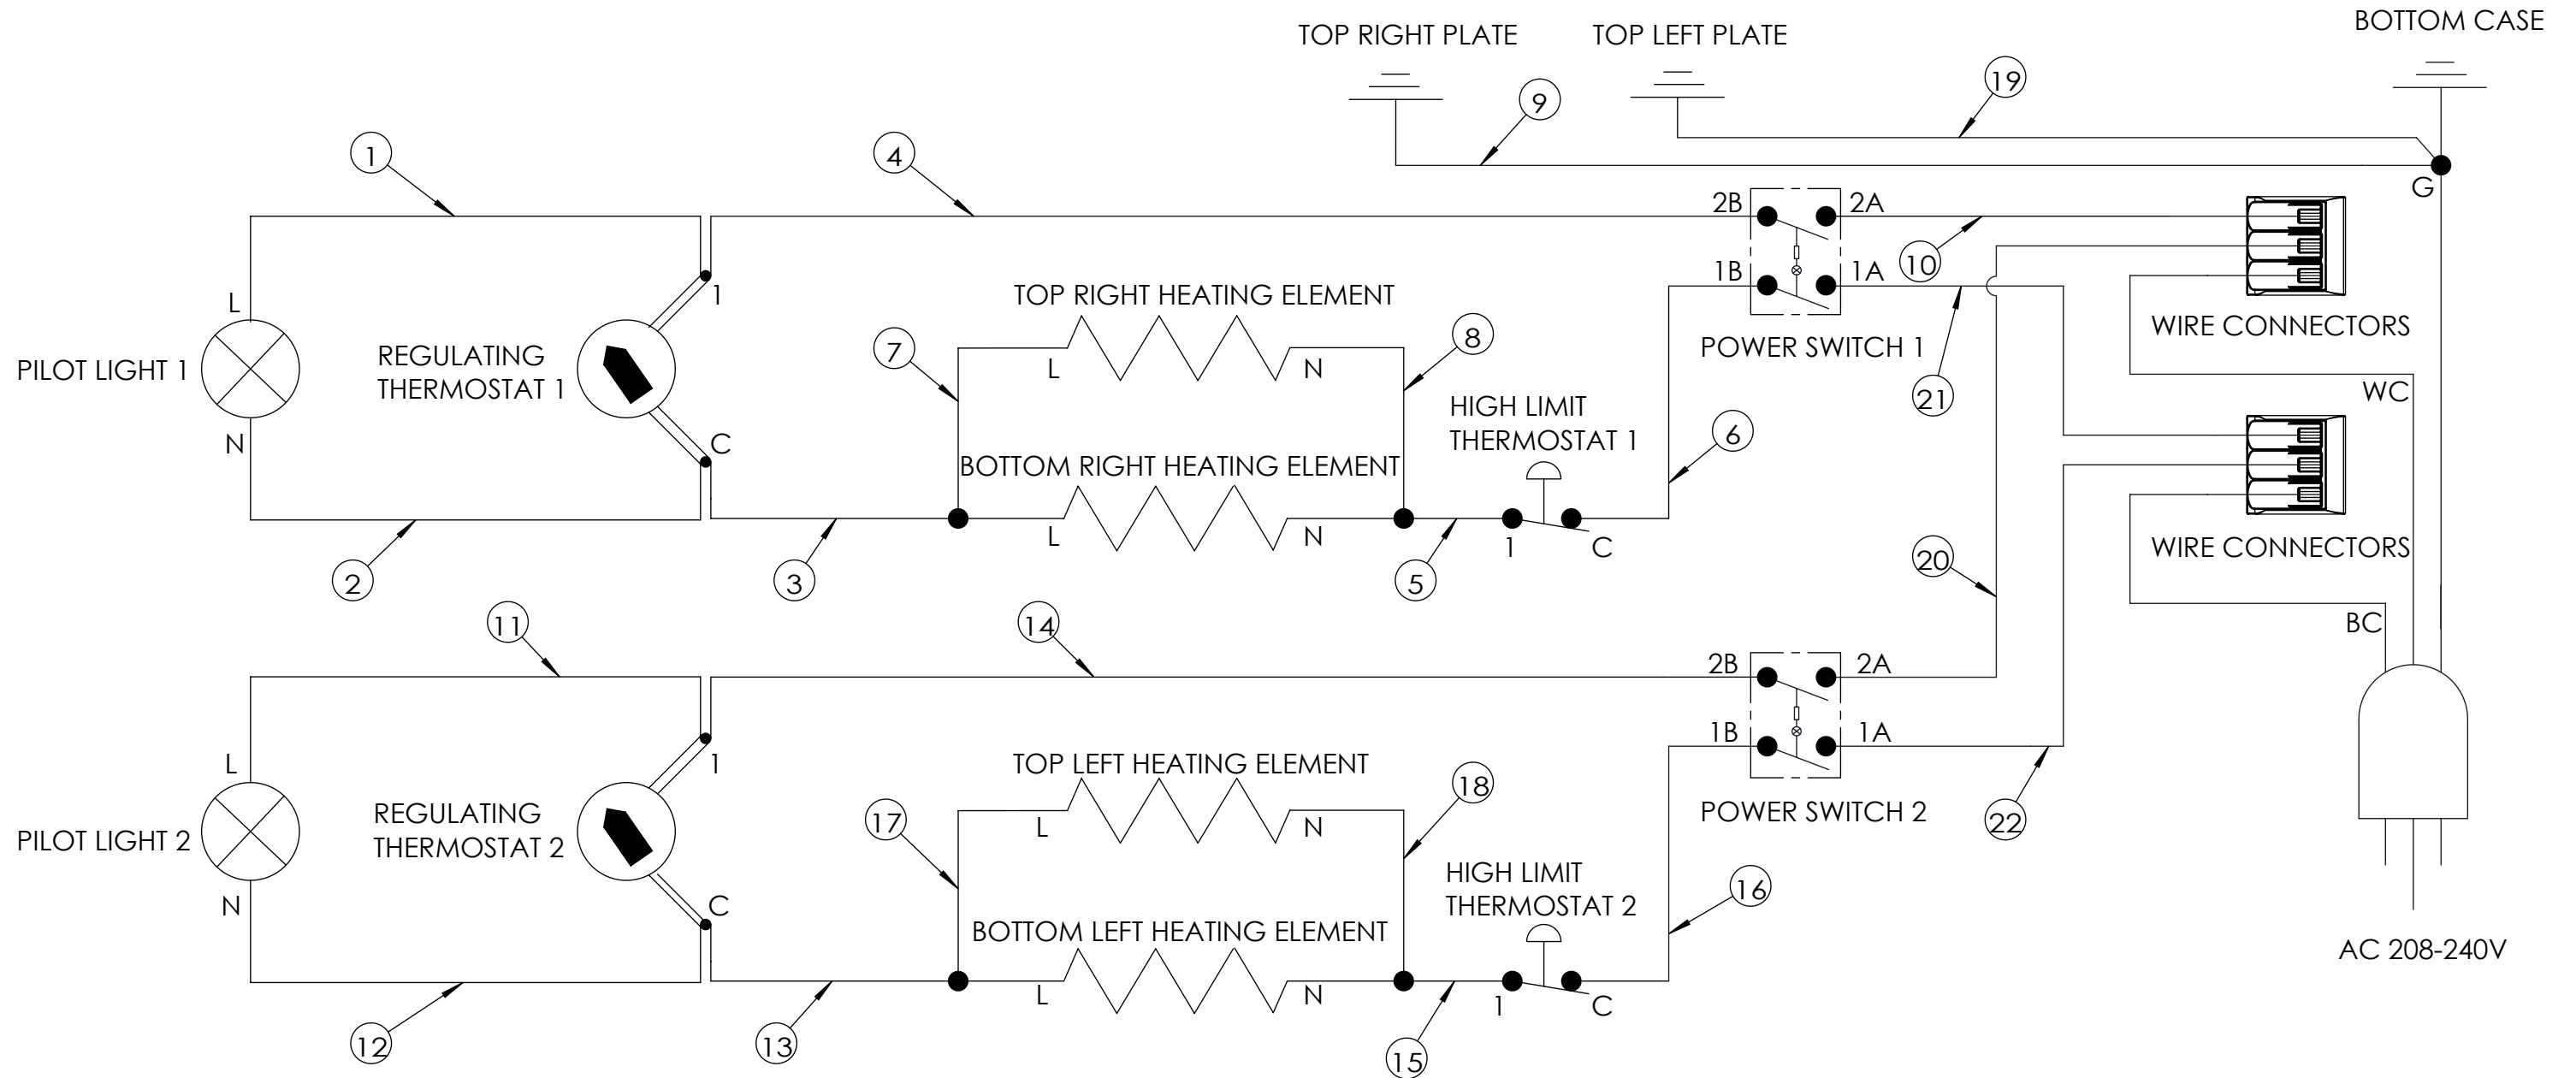 BOTTOM CASE
TOP RIGHT PLATE
TOP LEFT PLATE
19
9
1
4
G
2B
2A
10
L
1
1B
1A
TOP RIGHT HEATING ELEMENT
WIRE CONNECTORS
7
8
POWER SWITCH 1
PILOT LIGHT 1
REGULATING
THERMOSTAT 1
L
N
21
WC
HIGH LIMIT
THERMOSTAT 1
6
N
C
BOTTOM RIGHT HEATING ELEMENT
L
N
1
C
WIRE CONNECTORS
2
3
5
20
11
14
BC
2B
2A
1B
1A
L
1
TOP LEFT HEATING ELEMENT
18
17
POWER SWITCH 2
22
PILOT LIGHT 2
REGULATING
THERMOSTAT 2
L
N
HIGH LIMIT
THERMOSTAT 2
16
N
C
BOTTOM LEFT HEATING ELEMENT
AC 208-240V
L
N
1
C
12
13
15